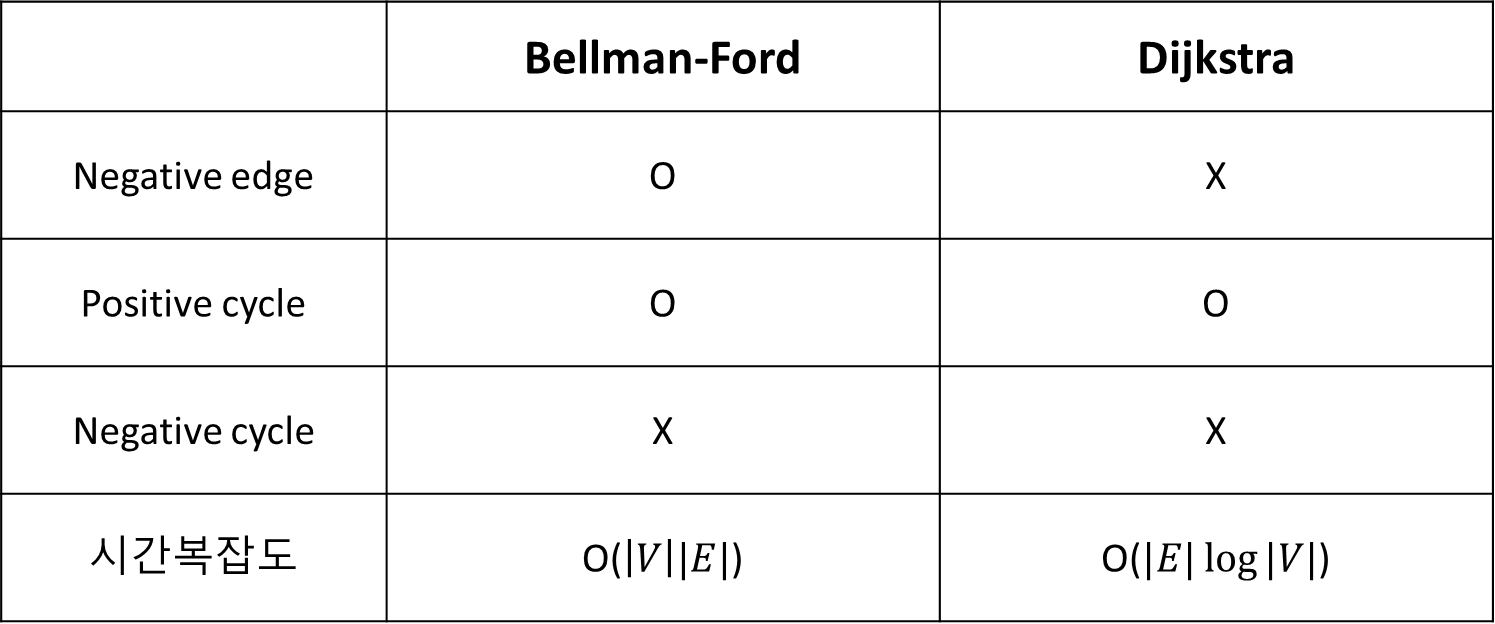 Bellman-Ford Dijkstra
Negative edge O X
Positive cycle O O
Negative cycle X X
시간복잡도 O(|V||E|) O(|E| log |V|)